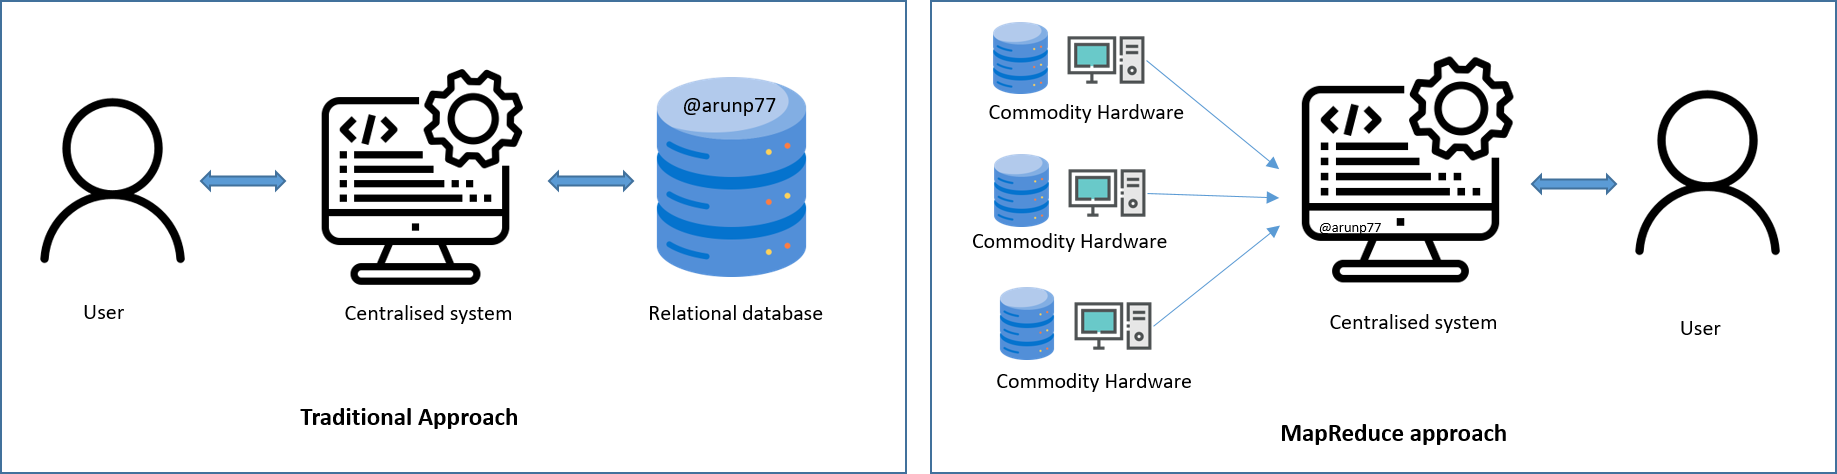 @arunp77
User
Centralised system
Relational database
Traditional Approach
Commodity Hardware
Commodity Hardware
Commodity Hardware
@arunp77
Centralised system
User
MapReduce approach